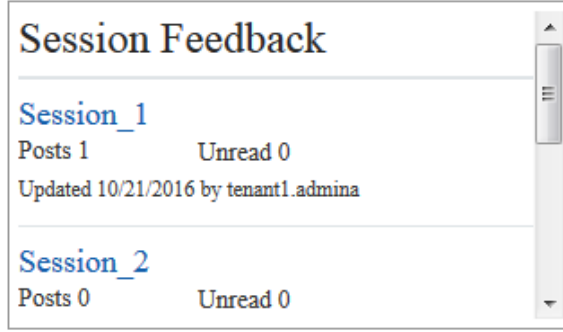 Session Feedback
Session_1
Posts 1 Unread 0
Updated 10/21/2016 by tenant1.admina
Session_2
Posts 0 Unread 0